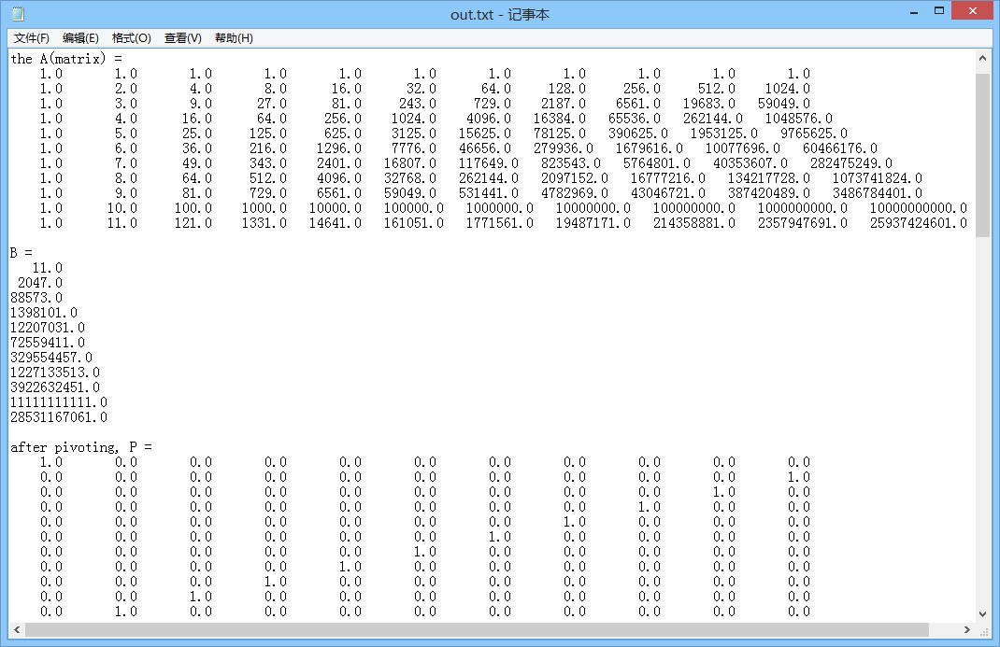 out.txt - 记事本
文件(F) 编辑(E) 格式(O) 查看(V) 帮助(H)
the A(matrix) =
1.0 1.0 1.0 1.0 1.0 1.0 1.0 1.0 1.0 1.0 1.0
1.0 2.0 4.0 8.0 16.0 32.0 64.0 128.0 256.0 512.0 1024.0
1.0 3.0 9.0 27.0 81.0 243.0 729.0 2187.0 6561.0 19683.0 59049.0
1.0 4.0 16.0 64.0 256.0 1024.0 4096.0 16384.0 65536.0 262144.0 1048576.0
1.0 5.0 25.0 125.0 625.0 3125.0 15625.0 78125.0 390625.0 1953125.0 9765625.0
1.0 6.0 36.0 216.0 1296.0 7776.0 46656.0 279936.0 1679616.0 10077696.0 60466176.0
1.0 7.0 49.0 343.0 2401.0 16807.0 117649.0 823543.0 5764801.0 40353607.0 282475249.0
1.0 8.0 64.0 512.0 4096.0 32768.0 262144.0 2097152.0 16777216.0 134217728.0 1073741824.0
1.0 9.0 81.0 729.0 6561.0 59049.0 531441.0 4782969.0 43046721.0 387420489.0 3486784401.0
1.0 10.0 100.0 1000.0 10000.0 100000.0 1000000.0 10000000.0 100000000.0 1000000000.0 10000000000.0
1.0 11.0 121.0 1331.0 14641.0 161051.0 1771561.0 19487171.0 214358881.0 2357947691.0 25937424601.0
B =
11.0
2047.0
88573.0
1398101.0
12207031.0
72559411.0
329554457.0
1227133513.0
3922632451.0
11111111111.0
28531167061.0
after pivoting, P =
1.0 0.0 0.0 0.0 0.0 0.0 0.0 0.0 0.0 0.0 0.0
0.0 0.0 0.0 0.0 0.0 0.0 0.0 0.0 0.0 0.0 1.0
0.0 0.0 0.0 0.0 0.0 0.0 0.0 0.0 0.0 1.0 0.0
0.0 0.0 0.0 0.0 0.0 0.0 0.0 0.0 1.0 0.0 0.0
0.0 0.0 0.0 0.0 0.0 0.0 0.0 1.0 0.0 0.0 0.0
0.0 0.0 0.0 0.0 0.0 0.0 1.0 0.0 0.0 0.0 0.0
0.0 0.0 0.0 0.0 0.0 1.0 0.0 0.0 0.0 0.0 0.0
0.0 0.0 0.0 0.0 1.0 0.0 0.0 0.0 0.0 0.0 0.0
0.0 0.0 0.0 1.0 0.0 0.0 0.0 0.0 0.0 0.0 0.0
0.0 0.0 1.0 0.0 0.0 0.0 0.0 0.0 0.0 0.0 0.0
0.0 1.0 0.0 0.0 0.0 0.0 0.0 0.0 0.0 0.0 0.0